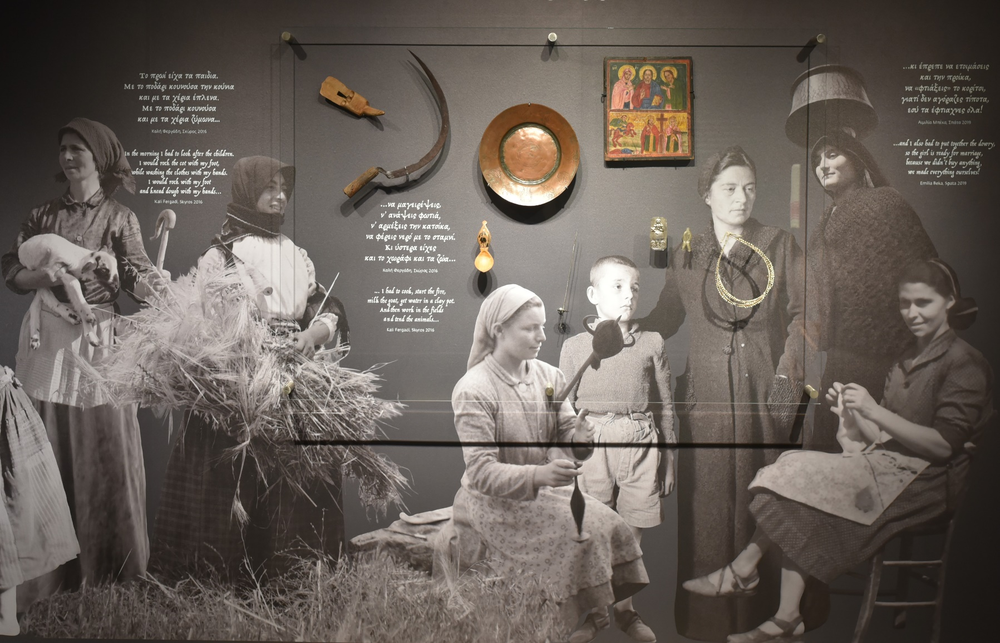 Το πρωί είχα τα παιδία.
Με το ποδάρι κουνούσα την κούνια
και με τα χέρια έπλενα.
Με το ποδάρι κουνούσα
και με τα χέρια ζύμωνα...
Καλή Φεργάδη, Σκύρος 2016
In the morning I had to look after the children.
I would rock the cot with my foot,
while washing the clothes with my hands.
I would rock with my foot
and knead dough with my hands...
Kali Fergadi, Skyros 2016
...να μαγειρέψεις,
ν' ανάψεις φωτιά,
ν' αρμέξεις την κατσίκα,
να φέρεις νερό με το σταμνί.
Κι ύστερα είχες
και το χωράφι και τα ζώα...
Καλή Φεργάδη, Σκύρος 2016
... I had to cook, start the fire,
milk the goat, get water in a clay pot.
And then work in the fields
and tend the animals...
Kali Fergadi, Skyros 2016
...κι έπρεπε να ετοιμάσεις
και την προίκα,
να «φτιάξεις» το κορίτσι,
γιατί δεν αγόραζες τίποτα,
εσύ τα έφτιαχνες όλα!
Αιμιλία Μπέκα, Σπάτα 2019
...and I also had to put together the dowry,
so the girl is ready for marriage,
because we didn't buy anything,
we made everything ourselves!
Emilia Beka, Spata 2019